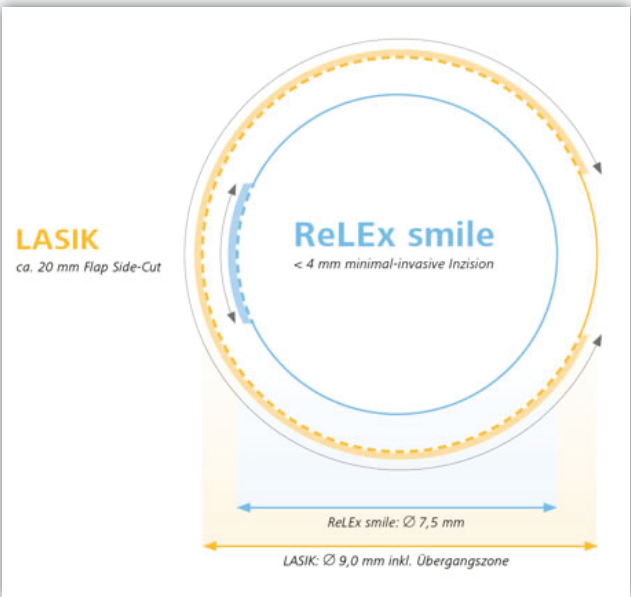 LASIK
ca. 20 mm Flap Side-Cut
ReLEx smile
< 4 mm minimal-invasive Inzision
ReLEx smile: ∅ 7,5 mm
LASIK: ∅ 9,0 mm inkl. Übergangszone